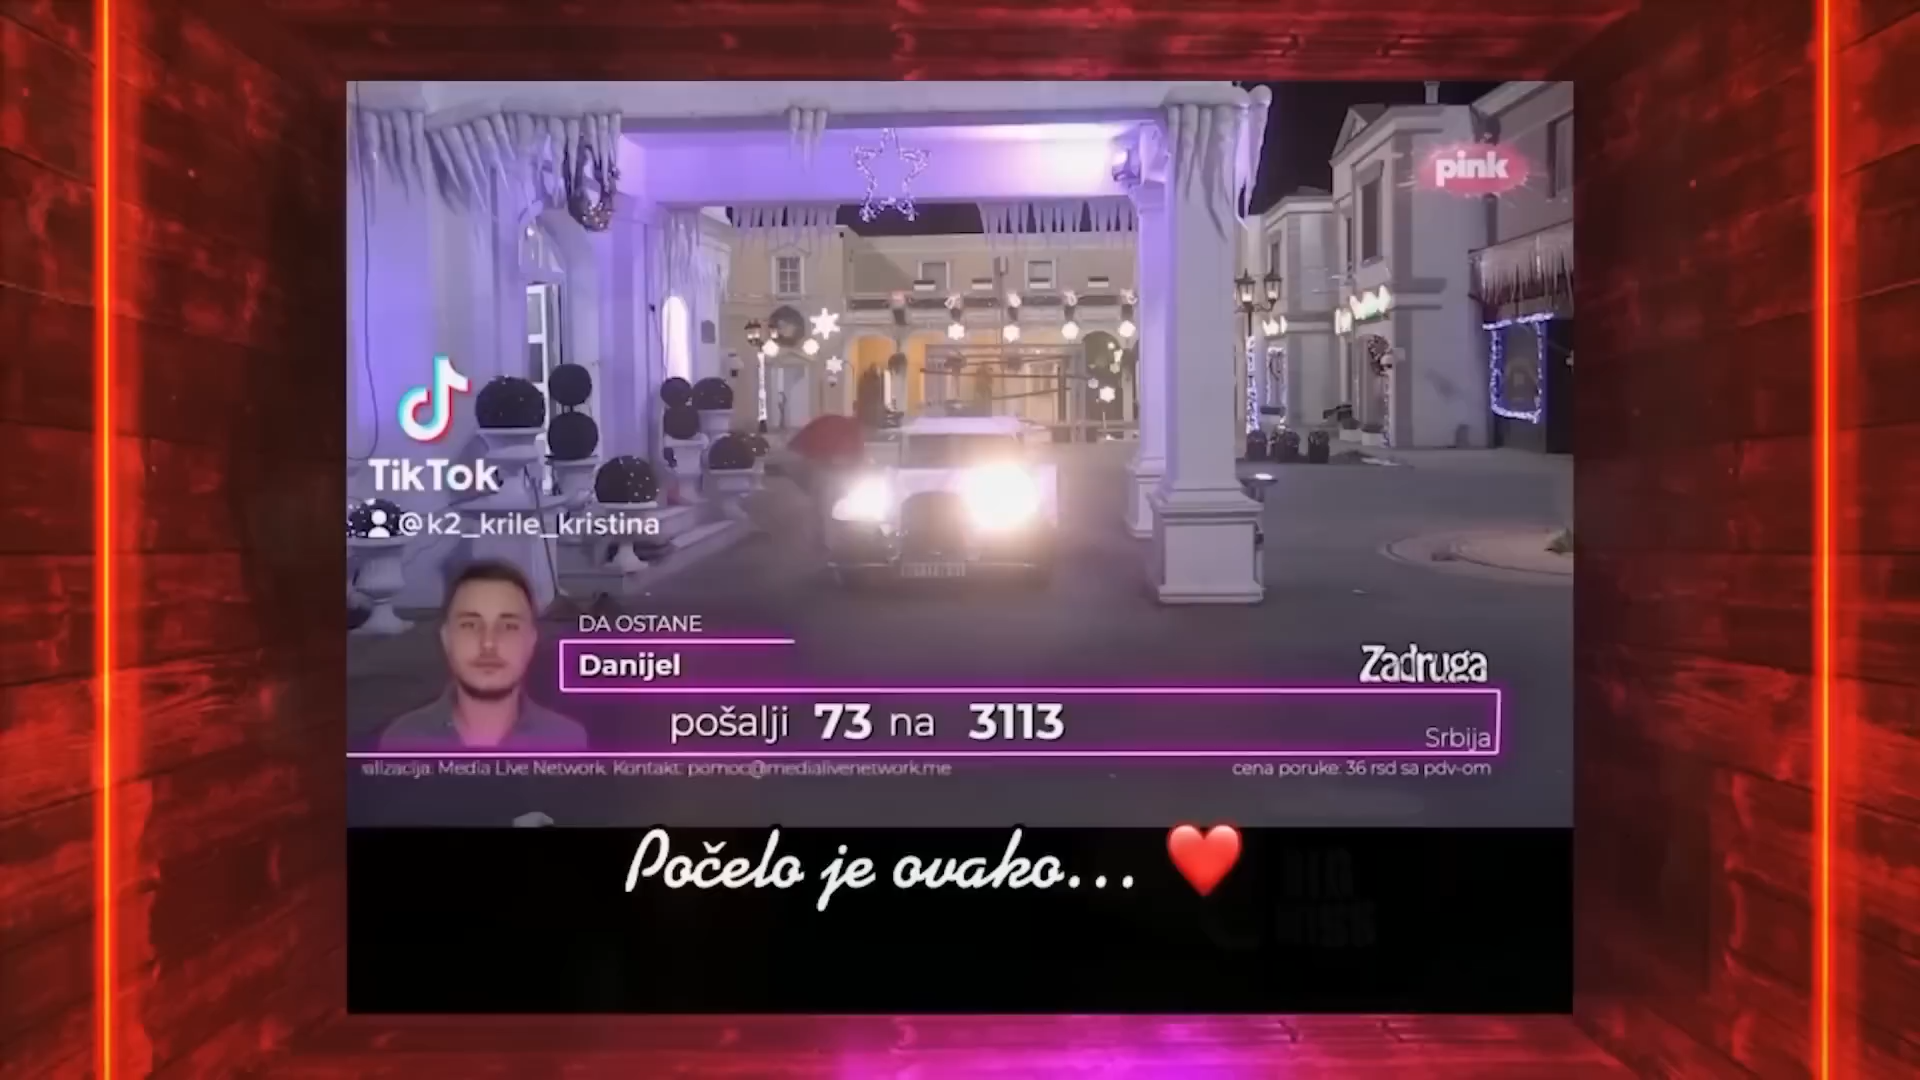 pink
TikTok
@k2_krile_kristina
DA OSTANE
Danijel
Zadruga
pošalji 73 na 3113
Srbija
alizacija: Media Live Network. Kontakt: pomoc@medialivenetwork.me
cena poruke: 36 rsd sa pdv-om
Počelo je ovako... ❤️